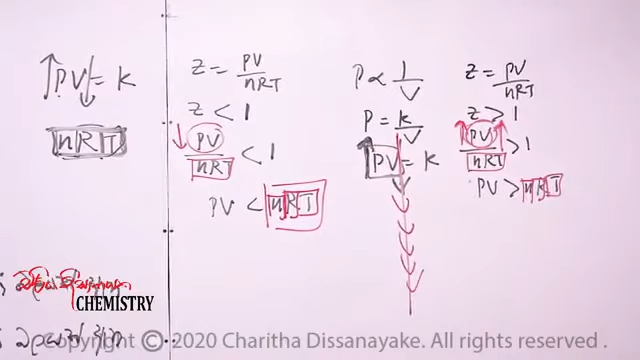 PV = K
nRT
Z = PV/nRT
Z < 1
PV/nRT < 1
PV < nRT
P ∝ 1/V
P = k/V
PV = K
Z = PV/nRT
Z > 1
PV/nRT > 1
PV > nRT
CHEMISTRY
Copyright © 2020 Charitha Dissanayake. All rights reserved .